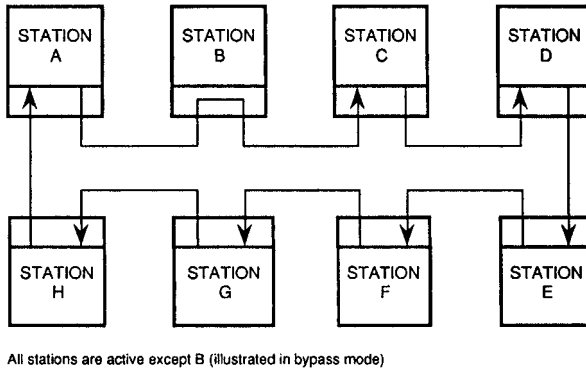 STATION
A
STATION
B
STATION
C
STATION
D
STATION
H
STATION
G
STATION
F
STATION
E
All stations are active except B (illustrated in bypass mode)